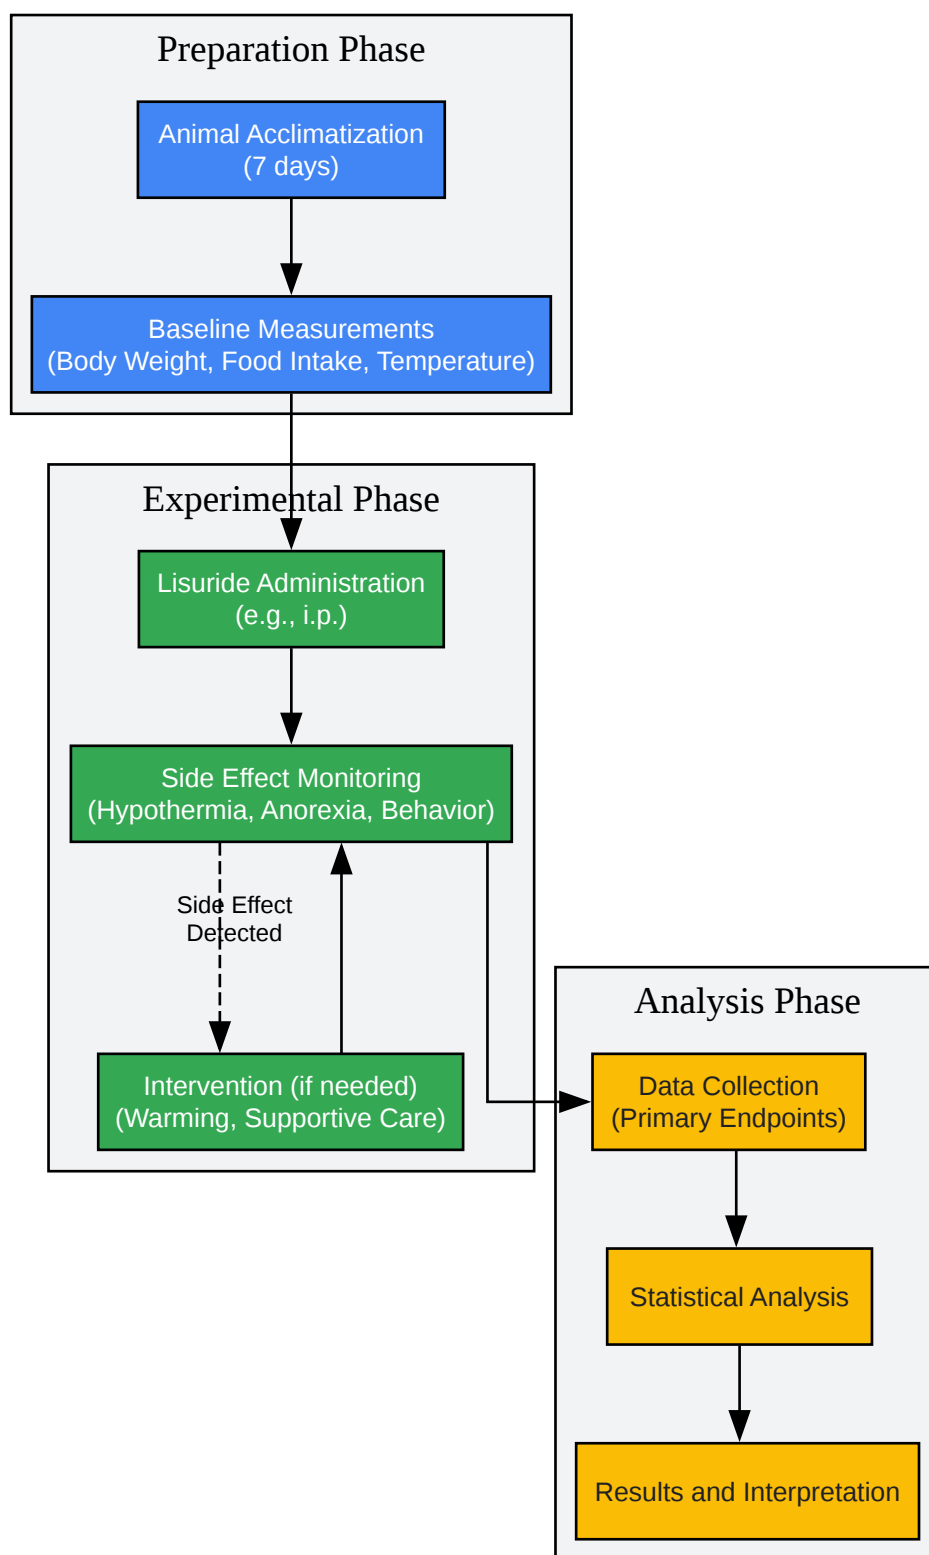 Preparation Phase
Animal Acclimatization
(7 days)
Baseline Measurements
(Body Weight, Food Intake, Temperature)
Experimental Phase
Lisuride Administration
(e.g., i.p.)
Side Effect Monitoring
(Hypothermia, Anorexia, Behavior)
Side Effect
Detected
Intervention (if needed)
(Warming, Supportive Care)
Analysis Phase
Data Collection
(Primary Endpoints)
Statistical Analysis
Results and Interpretation